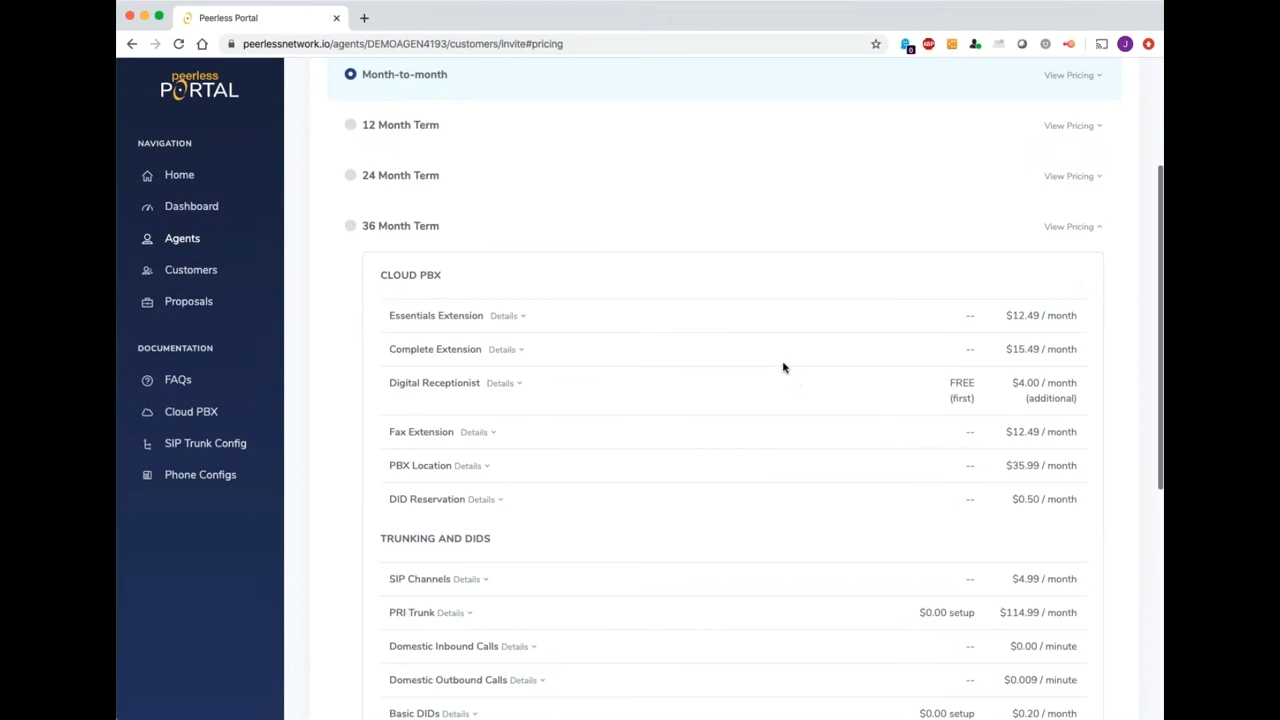 Peerless Portal
peerlessnetwork.io/agents/DEMOAGEN4193/customers/invite#pricing
0
ABP
J
peerless
PORTAL
NAVIGATION
Home
Dashboard
Agents
Customers
Proposals
DOCUMENTATION
FAQs
Cloud PBX
SIP Trunk Config
Phone Configs
Month-to-month View Pricing
12 Month Term View Pricing
24 Month Term View Pricing
36 Month Term View Pricing
CLOUD PBX
Essentials Extension Details -- $12.49 / month
Complete Extension Details -- $15.49 / month
Digital Receptionist Details FREE $4.00 / month
(first) (additional)
Fax Extension Details -- $12.49 / month
PBX Location Details -- $35.99 / month
DID Reservation Details -- $0.50 / month
TRUNKING AND DIDS
SIP Channels Details -- $4.99 / month
PRI Trunk Details $0.00 setup $114.99 / month
Domestic Inbound Calls Details -- $0.00 / minute
Domestic Outbound Calls Details -- $0.009 / minute
Basic DIDs Details $0.00 setup $0.20 / month